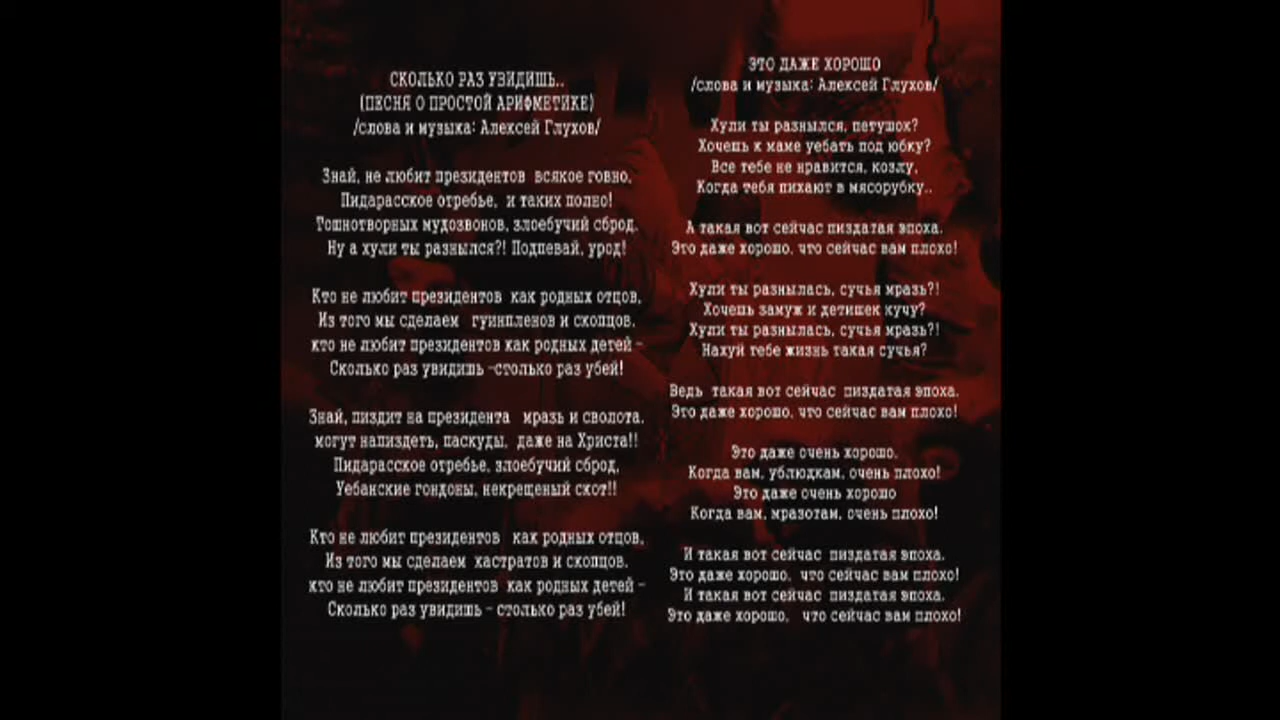 СКОЛЬКО РАЗ УВИДИШЬ..
(ПЕСНЯ О ПРОСТОЙ АРИФМЕТИКЕ)
/слова и музыка: Алексей Глухов/
Знай, не любит президентов всякое говно,
Пидарасское отребье, и таких полно!
Тошнотворных мудозвонов, злоебучий сброд.
Ну а хули ты разнылся?! Подпевай, урод!
Кто не любит президентов как родных отцов,
Из того мы сделаем гуинпленов и скопцов.
кто не любит президентов как родных детей -
Сколько раз увидишь -столько раз убей!
Знай, пиздит на президента мразь и сволота.
могут напиздеть, паскуды, даже на Христа!!
Пидарасское отребье, злоебучий сброд,
Уебанские гондоны, некрещеный скот!!
Кто не любит президентов как родных отцов,
Из того мы сделаем кастратов и скопцов.
кто не любит президентов как родных детей -
Сколько раз увидишь - столько раз убей!
ЭТО ДАЖЕ ХОРОШО
/слова и музыка: Алексей Глухов/
Хули ты разнылся, петушок?
Хочешь к маме уебать под юбку?
Все тебе не нравится, козлу,
Когда тебя пихают в мясорубку..
А такая вот сейчас пиздатая эпоха.
Это даже хорошо, что сейчас вам плохо!
Хули ты разнылась, сучья мразь?!
Хочешь замуж и детишек кучу?
Хули ты разнылась, сучья мразь?!
Нахуй тебе жизнь такая сучья?
Ведь такая вот сейчас пиздатая эпоха.
Это даже хорошо, что сейчас вам плохо!
Это даже очень хорошо,
Когда вам, ублюдкам, очень плохо!
Это даже очень хорошо
Когда вам, мразотам, очень плохо!
И такая вот сейчас пиздатая эпоха.
Это даже хорошо, что сейчас вам плохо!
И такая вот сейчас пиздатая эпоха.
Это даже хорошо, что сейчас вам плохо!